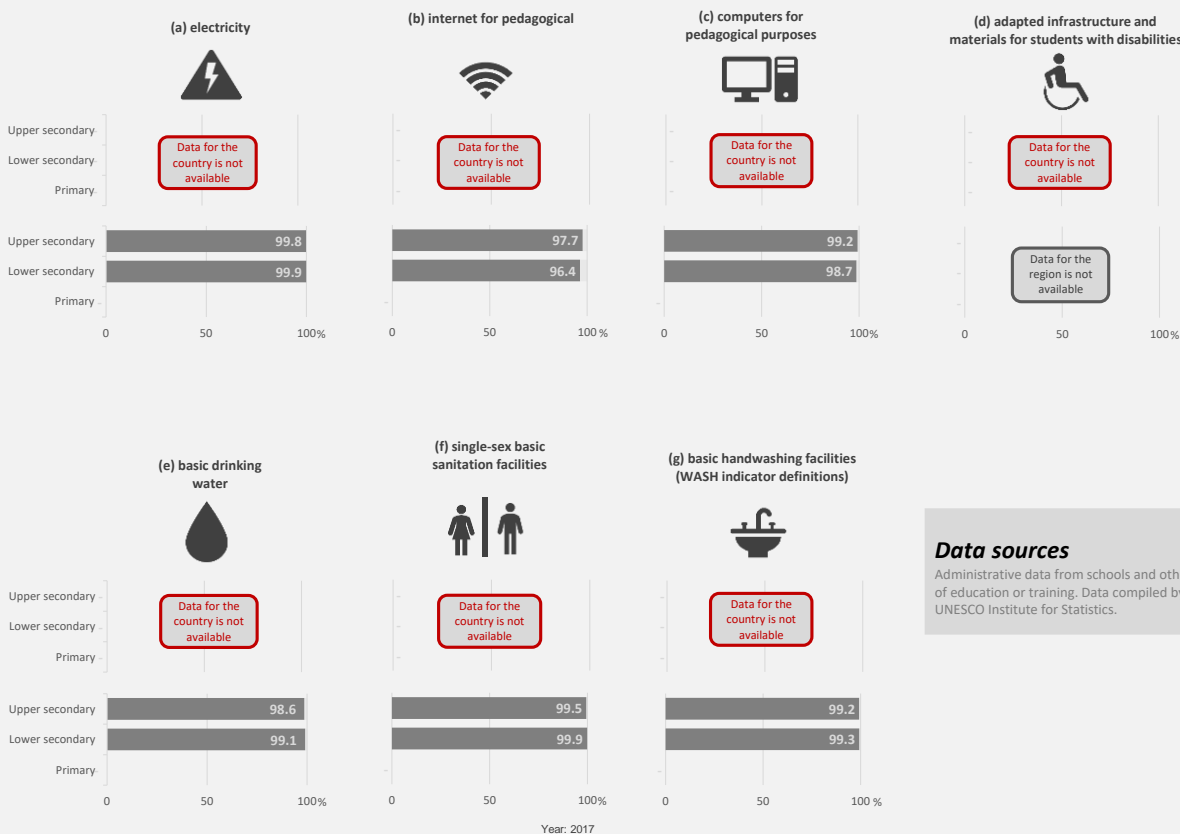 (a) electricity
(b) internet for pedagogical
(c) computers for
pedagogical purposes
(d) adapted infrastructure and
materials for students with disabilities
Upper secondary
Lower secondary
Primary
Data for the
country is not
available
Data for the
country is not
available
Data for the
country is not
available
Data for the
country is not
available
Upper secondary
Lower secondary
Primary
99.8
99.9
97.7
96.4
99.2
98.7
Data for the
region is not
available
0 50 100%
0 50 100%
0 50 100%
0 50 100%
(e) basic drinking
water
(f) single-sex basic
sanitation facilities
(g) basic handwashing facilities
(WASH indicator definitions)
Upper secondary
Lower secondary
Primary
Data for the
country is not
available
Data for the
country is not
available
Data for the
country is not
available
Upper secondary
Lower secondary
Primary
98.6
99.1
99.5
99.9
99.2
99.3
0 50 100%
0 50 100%
0 50 100 %
Year: 2017
Data sources
Administrative data from schools and oth
of education or training. Data compiled by
UNESCO Institute for Statistics.